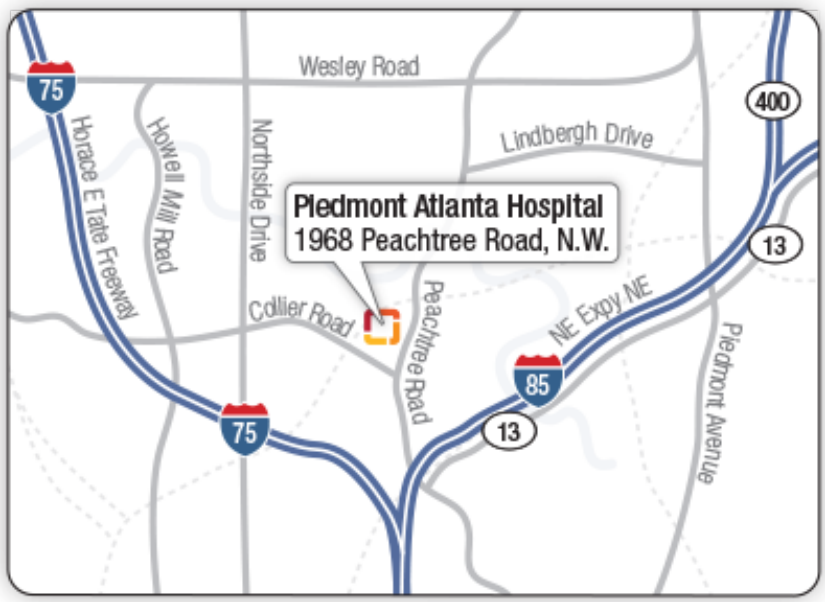 Wesley Road
75
400
Horace E Tate Freeway
Howell Mill Road
Northside Drive
Lindbergh Drive
Piedmont Atlanta Hospital
1968 Peachtree Road, N.W.
13
Collier Road
Peachtree Road
NE Expy NE
Piedmont Avenue
85
75
13